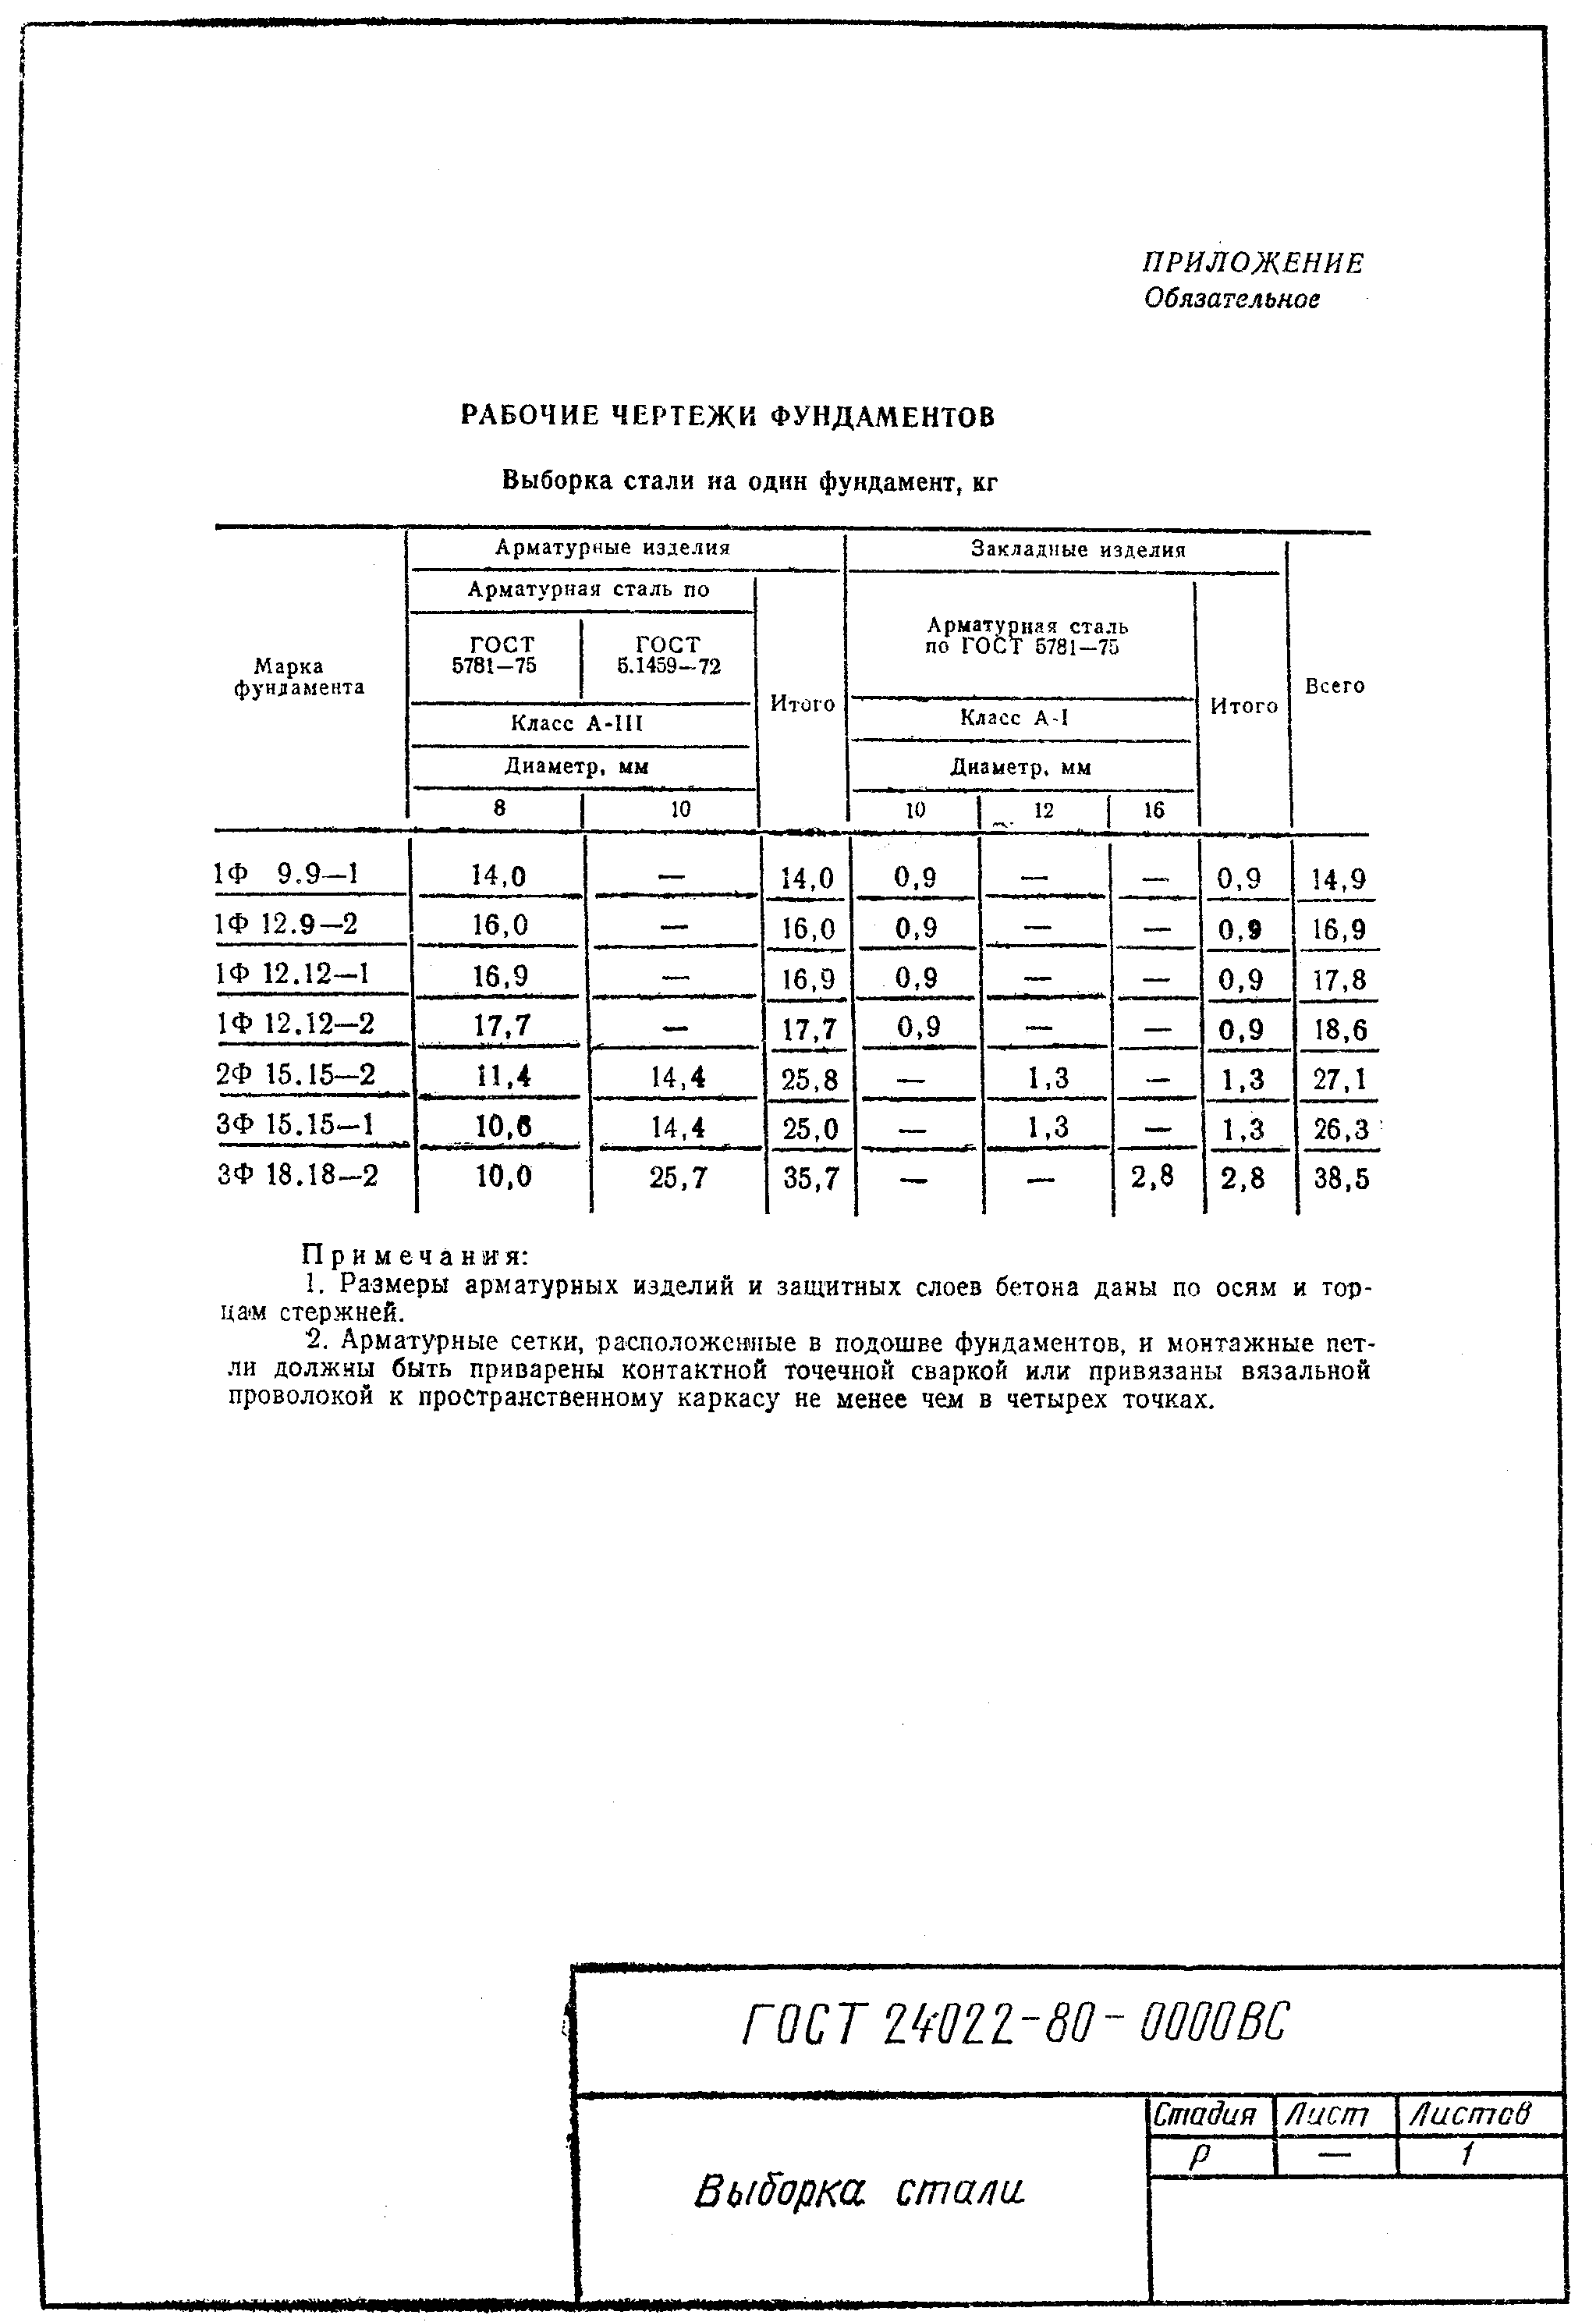 ПРИЛОЖЕНИЕ
Обязательное
РАБОЧИЕ ЧЕРТЕЖИ ФУНДАМЕНТОВ
Выборка стали на один фундамент, кг
Марка фундамента
Арматурные изделия
Закладные изделия
Всего
Арматурная сталь по
Итого
Арматурная сталь
по ГОСТ 5781—75
Итого
ГОСТ 5781—75
ГОСТ 5.1459—72
Класс А-III
Класс А-I
Диаметр, мм
Диаметр, мм
8 10 10 12 16
1Ф 9.9—1 14,0 — 14,0 0,9 — — 0,9 14,9
1Ф 12.9—2 16,0 — 16,0 0,9 — — 0,9 16,9
1Ф 12.12—1 16,9 — 16,9 0,9 — — 0,9 17,8
1Ф 12.12—2 17,7 — 17,7 0,9 — — 0,9 18,6
2Ф 15.15—2 11,4 14,4 25,8 — 1,3 — 1,3 27,1
3Ф 15.15—1 10,6 14,4 25,0 — 1,3 — 1,3 26,3
3Ф 18.18—2 10,0 25,7 35,7 — — 2,8 2,8 38,5
Примечания:
1. Размеры арматурных изделий и защитных слоев бетона даны по осям и тор-
цам стержней.
2. Арматурные сетки, расположенные в подошве фундаментов, и монтажные пет-
ли должны быть приварены контактной точечной сваркой или привязаны вязальной
проволокой к пространственному каркасу не менее чем в четырех точках.
ГОСТ 24022-80-0000ВС
Выборка стали
Стадия Лист Листов
Р — 1